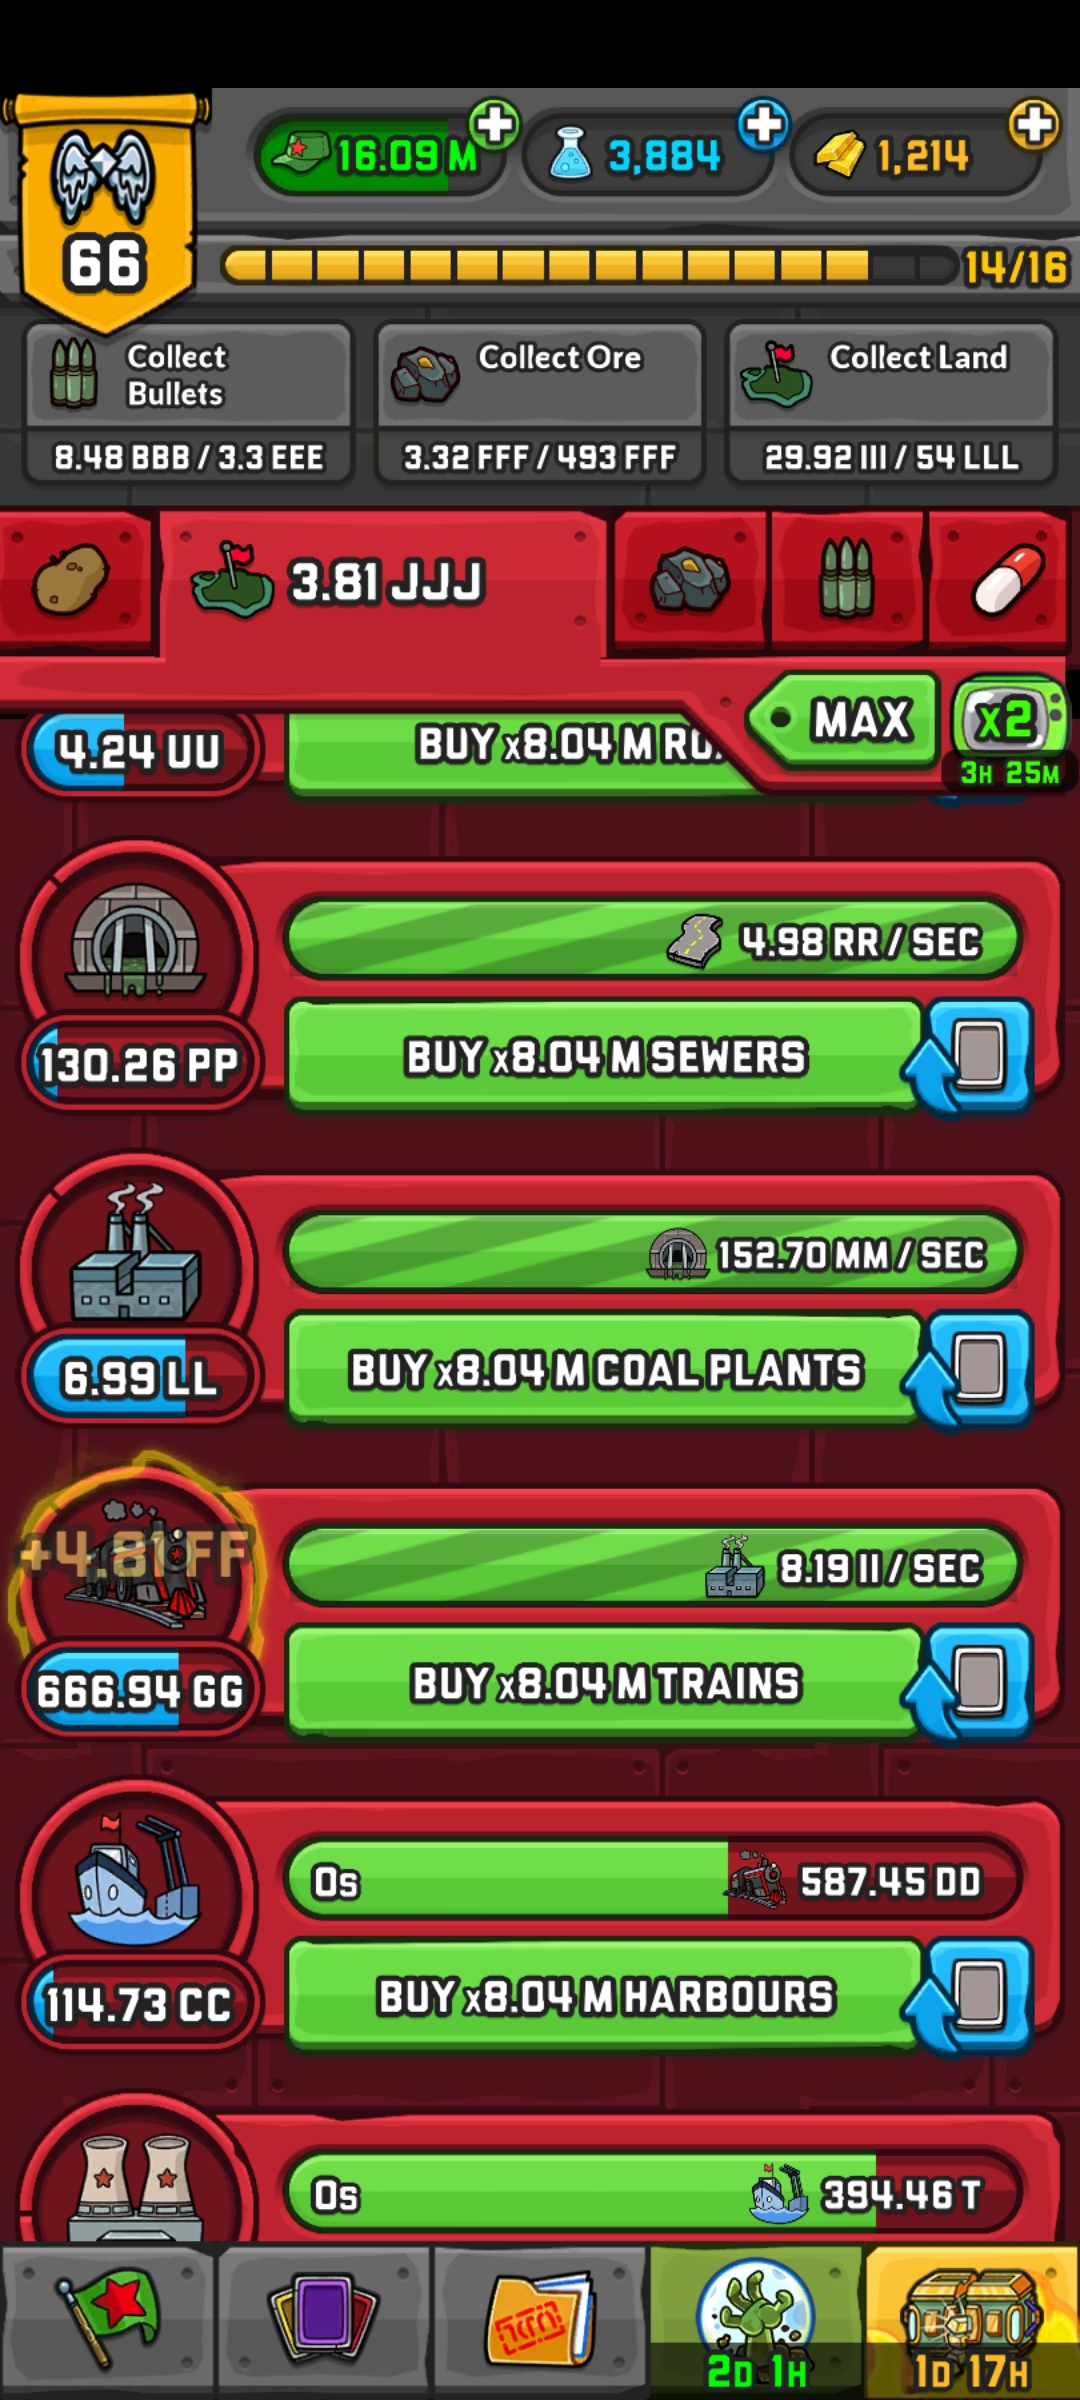 16.09 M
3,884
1,214
66
14/16
Collect
Bullets
8.48 BBB / 3.3 EEE
Collect Ore
3.32 FFF / 493 FFF
Collect Land
29.92 III / 54 LLL
3.81 JJJ
MAX
x2
3H 25M
4.24 UU
BUY x8.04 M
4.98 RR / SEC
130.26 PP
BUY x8.04 M SEWERS
152.70 MM / SEC
6.99 LL
BUY x8.04 M COAL PLANTS
+4.81 FF
8.19 II / SEC
666.94 GG
BUY x8.04 M TRAINS
0s
587.45 DD
114.73 CC
BUY x8.04 M HARBOURS
0s
394.46 T
2D 1H
1D 17H